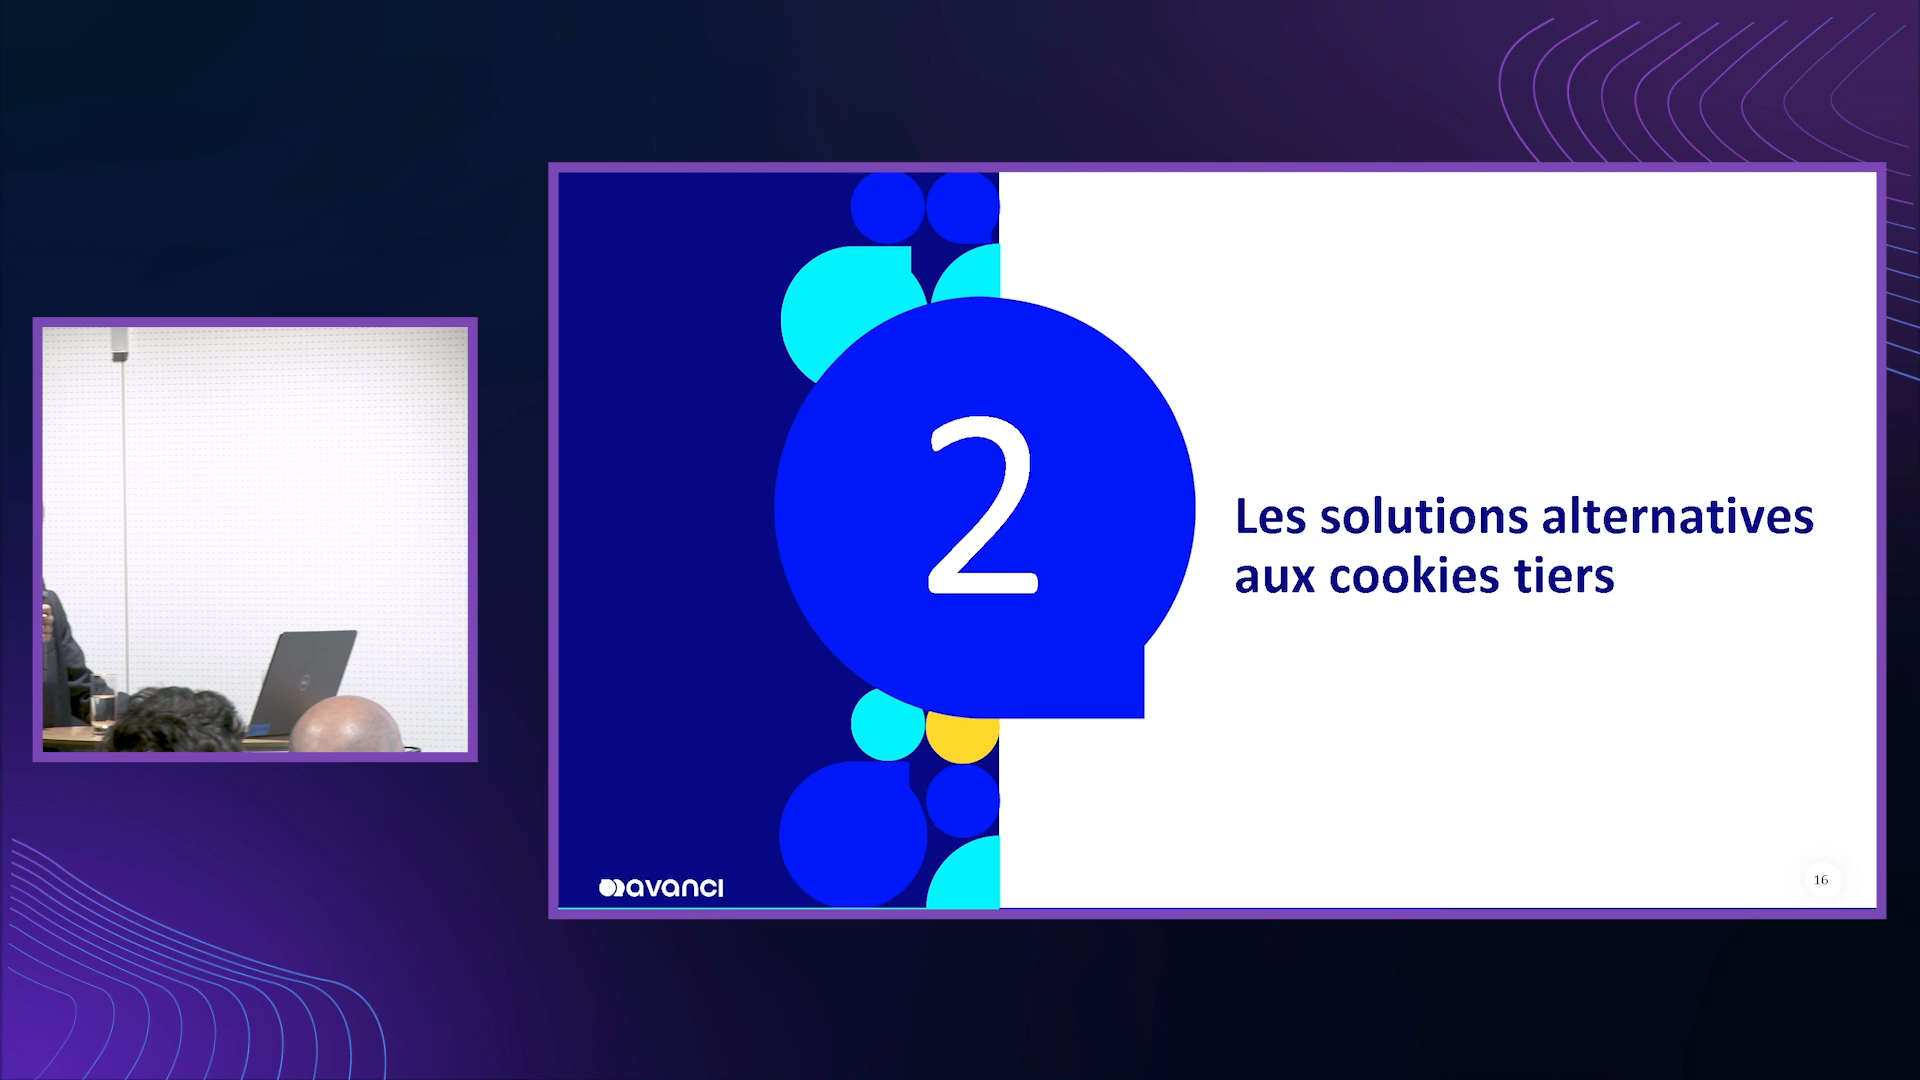 2
Les solutions alternatives
aux cookies tiers
avanci
16